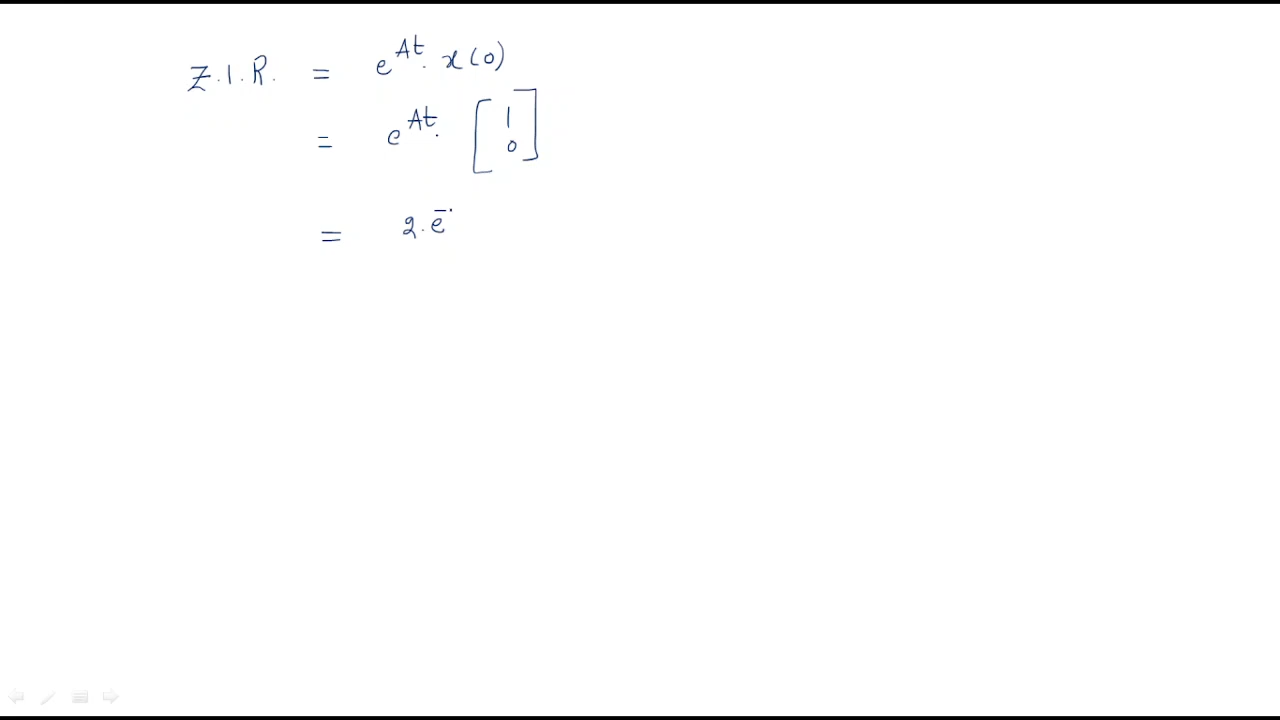 Z.I.R. = e^{At}. x(0)
= e^{At}. [1 0]
= 2. e^{-